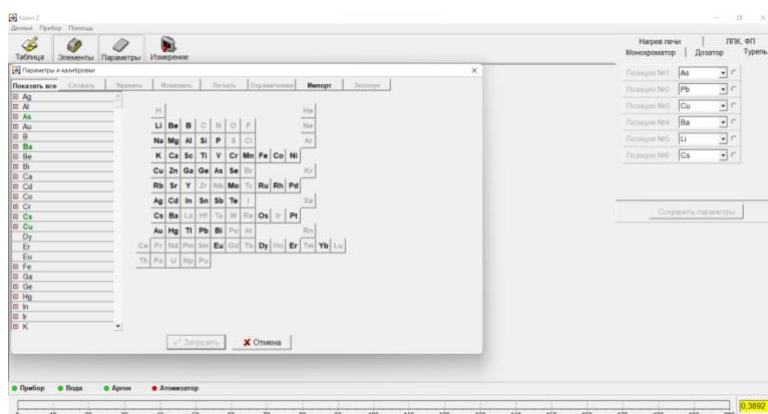 Квант Z
Данные Прибор Помощь
Таблица Элементы Параметры Измерение
Нагрев печи ЛПК, ФП
Монохроматор Дозатор Турель
Параметры и калибровки
Показать все Создать Удалить Изменить Печать Ограничения Импорт Экспорт
Ag
Al
As
Au
B
Ba
Be
Bi
Ca
Cd
Co
Cr
Cs
Cu
Dy
Er
Eu
Fe
Ga
Ge
Hg
In
Ir
K
H He
Li Be B C N O F Ne
Na Mg Al Si P S Cl Ar
K Ca Sc Ti V Cr Mn Fe Co Ni
Cu Zn Ga Ge As Se Br Kr
Rb Sr Y Zr Nb Mo Tc Ru Rh Pd
Ag Cd In Sn Sb Te I Xe
Cs Ba La Hf Ta W Re Os Ir Pt
Au Hg Tl Pb Bi Po At Rn
Ce Pr Nd Pm Sm Eu Gd Tb Dy Ho Er Tm Yb Lu
Th Pa U Np Pu
Загрузить Отмена
Позиция №1 As
Позиция №2 Pb
Позиция №3 Cu
Позиция №4 Ba
Позиция №5 Li
Позиция №6 Cs
Сохранить параметры
Прибор Вода Аргон Атомизатор
0,3892